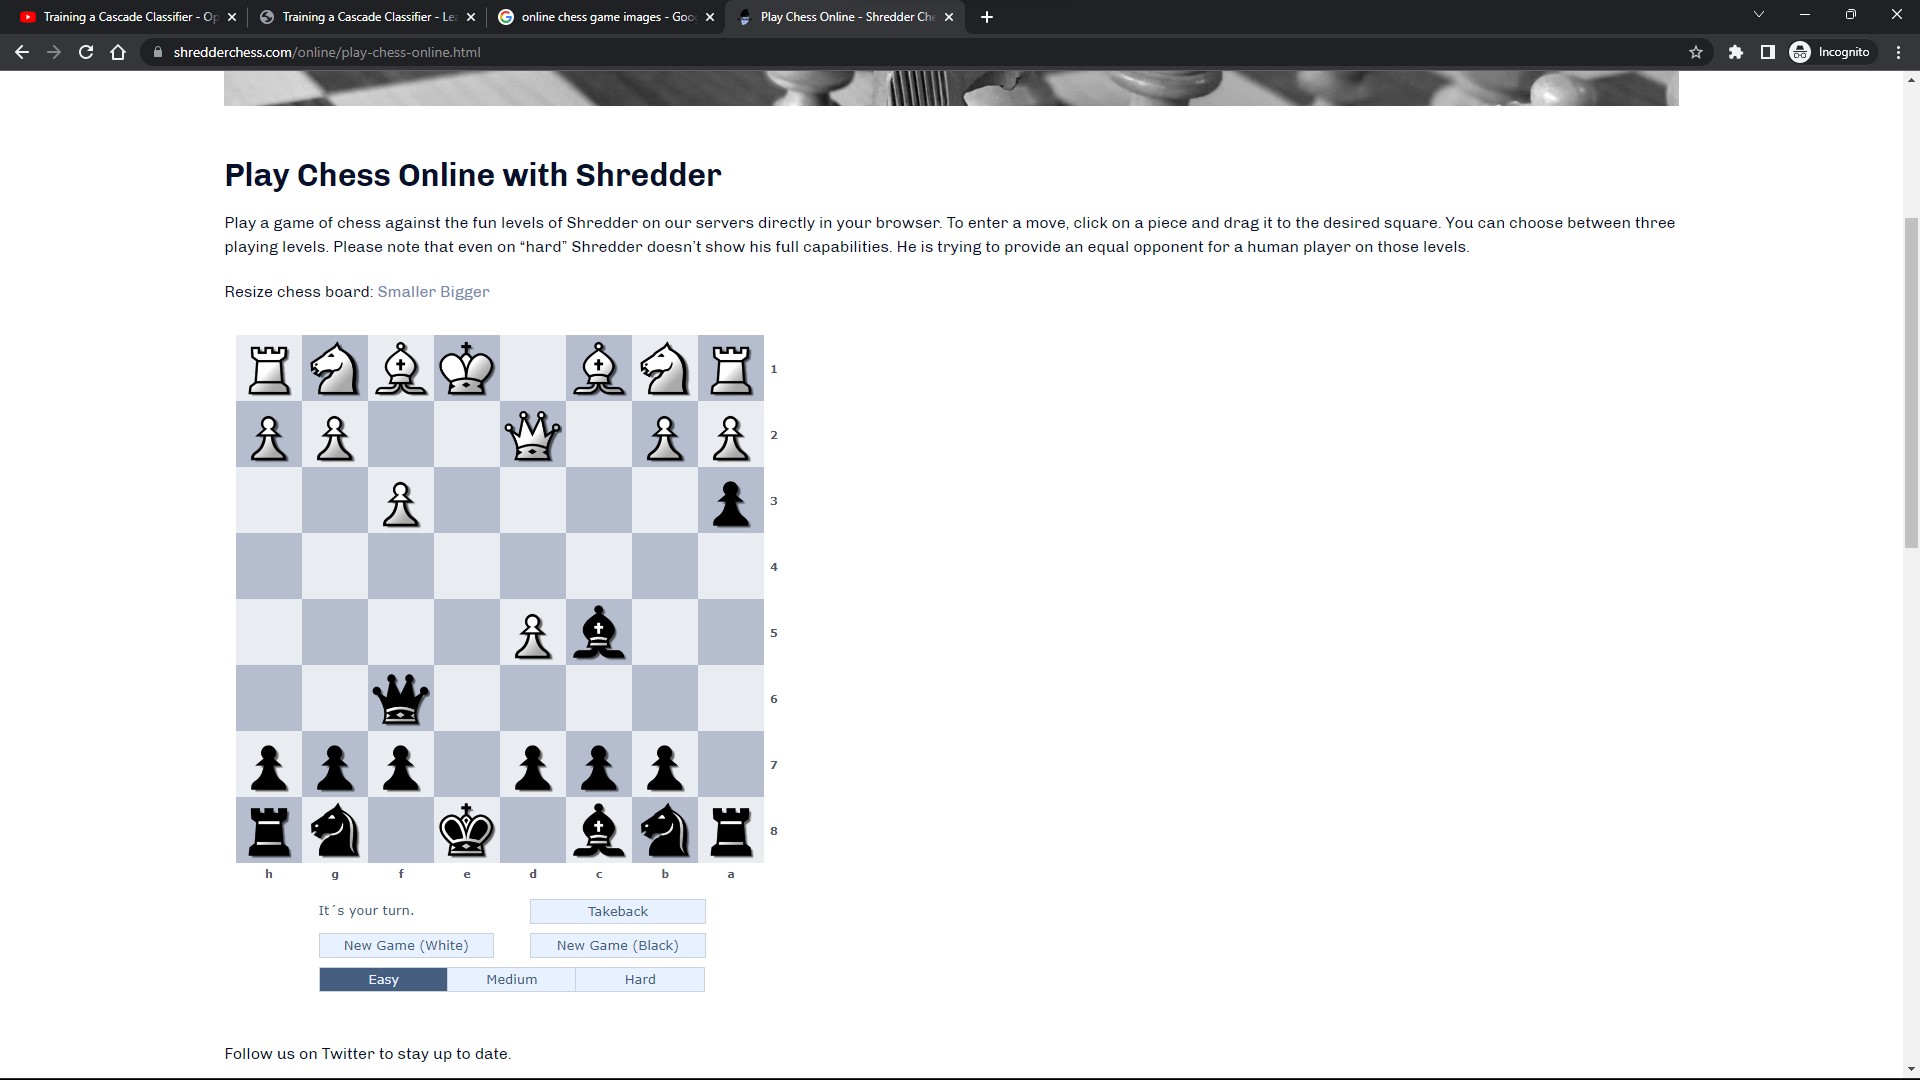 Training a Cascade Classifier - Op
Training a Cascade Classifier - Le
online chess game images - Goo
Play Chess Online - Shredder Che
shredderchess.com/online/play-chess-online.html
Incognito
Play Chess Online with Shredder
Play a game of chess against the fun levels of Shredder on our servers directly in your browser. To enter a move, click on a piece and drag it to the desired square. You can choose between three
playing levels. Please note that even on “hard” Shredder doesn’t show his full capabilities. He is trying to provide an equal opponent for a human player on those levels.
Resize chess board: Smaller Bigger
1
2
3
4
5
6
7
8
h g f e d c b a
It´s your turn.
Takeback
New Game (White)
New Game (Black)
Easy Medium Hard
Follow us on Twitter to stay up to date.